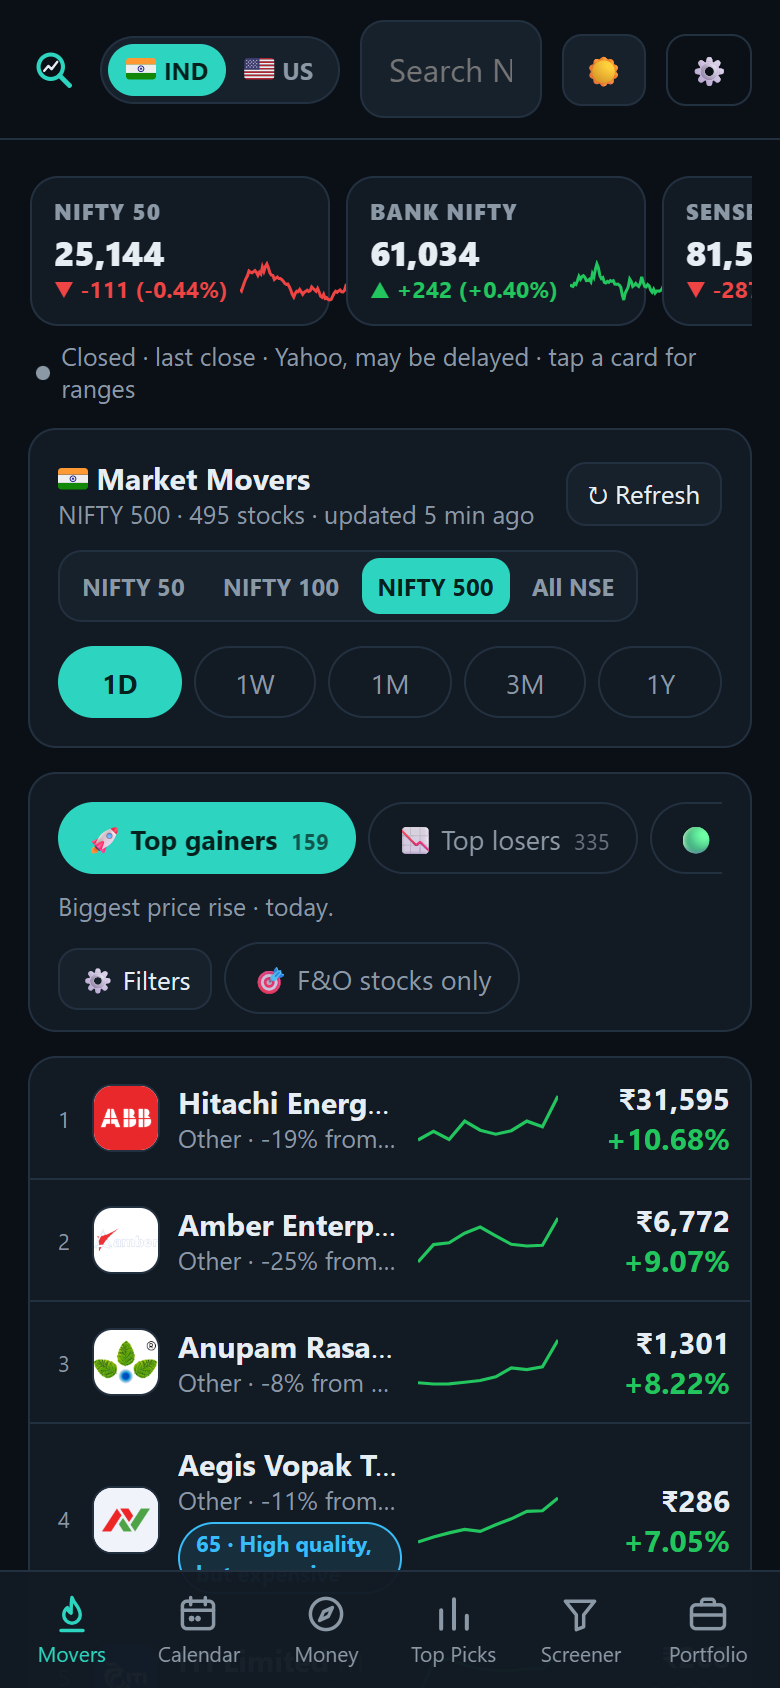 IND
US
Search N
NIFTY 50
25,144
▼ -111 (-0.44%)
BANK NIFTY
61,034
▲ +242 (+0.40%)
SENSE
81,5
▼ -287
Closed · last close · Yahoo, may be delayed · tap a card for
ranges
Market Movers
NIFTY 500 · 495 stocks · updated 5 min ago
↻ Refresh
NIFTY 50 NIFTY 100 NIFTY 500 All NSE
1D 1W 1M 3M 1Y
Top gainers 159
Top losers 335
Biggest price rise · today.
Filters
F&O stocks only
1
ABB
Hitachi Energ...
Other · -19% from...
₹31,595
+10.68%
2
amber
Amber Enterp...
Other · -25% from...
₹6,772
+9.07%
3
®
Anupam Rasa...
Other · -8% from ...
₹1,301
+8.22%
4
Aegis Vopak T...
Other · -11% from...
65 · High quality,
but expensive
₹286
+7.05%
Limited
Movers Calendar Money Top Picks Screener Portfolio